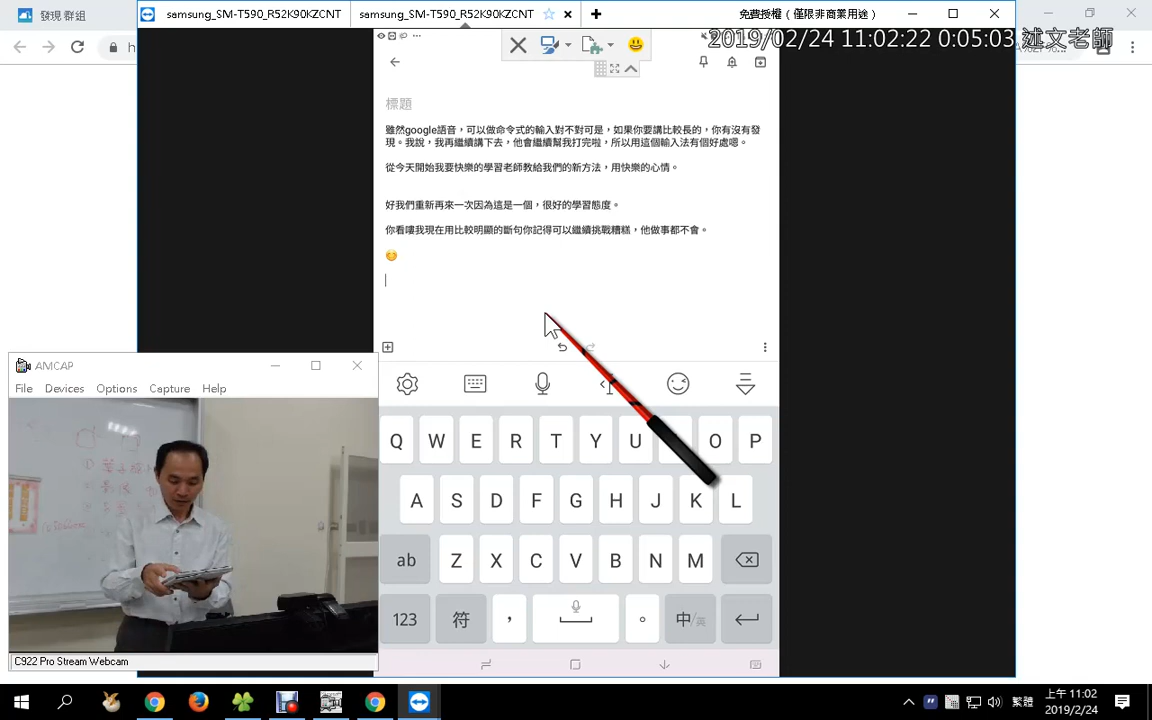 發現 群組
samsung_SM-T590_R52K90KZCNT
samsung_SM-T590_R52K90KZCNT
免費授權（僅限非商業用途）
2019/02/24 11:02:22 0:05:03 述文老師
標題
雖然google語音，可以做命令式的輸入對不對可是，如果你要講比較長的，你有沒有發
現。我說，我再繼續講下去，他會繼續幫我打完啦，所以用這個輸入法有個好處嗯。
從今天開始我要快樂的學習老師教給我們的新方法，用快樂的心情。
好我們重新再來一次因為這是一個，很好的學習態度。
你看嘍我現在用比較明顯的斷句你記得可以繼續挑戰糟糕，他做事都不會。
AMCAP
File Devices Options Capture Help
Q W E R T Y U O P
A S D F G H J K L
ab Z X C V B N M
123 符 ， 。 中/英
C922 Pro Stream Webcam
繁體
上午 11:02
2019/2/24